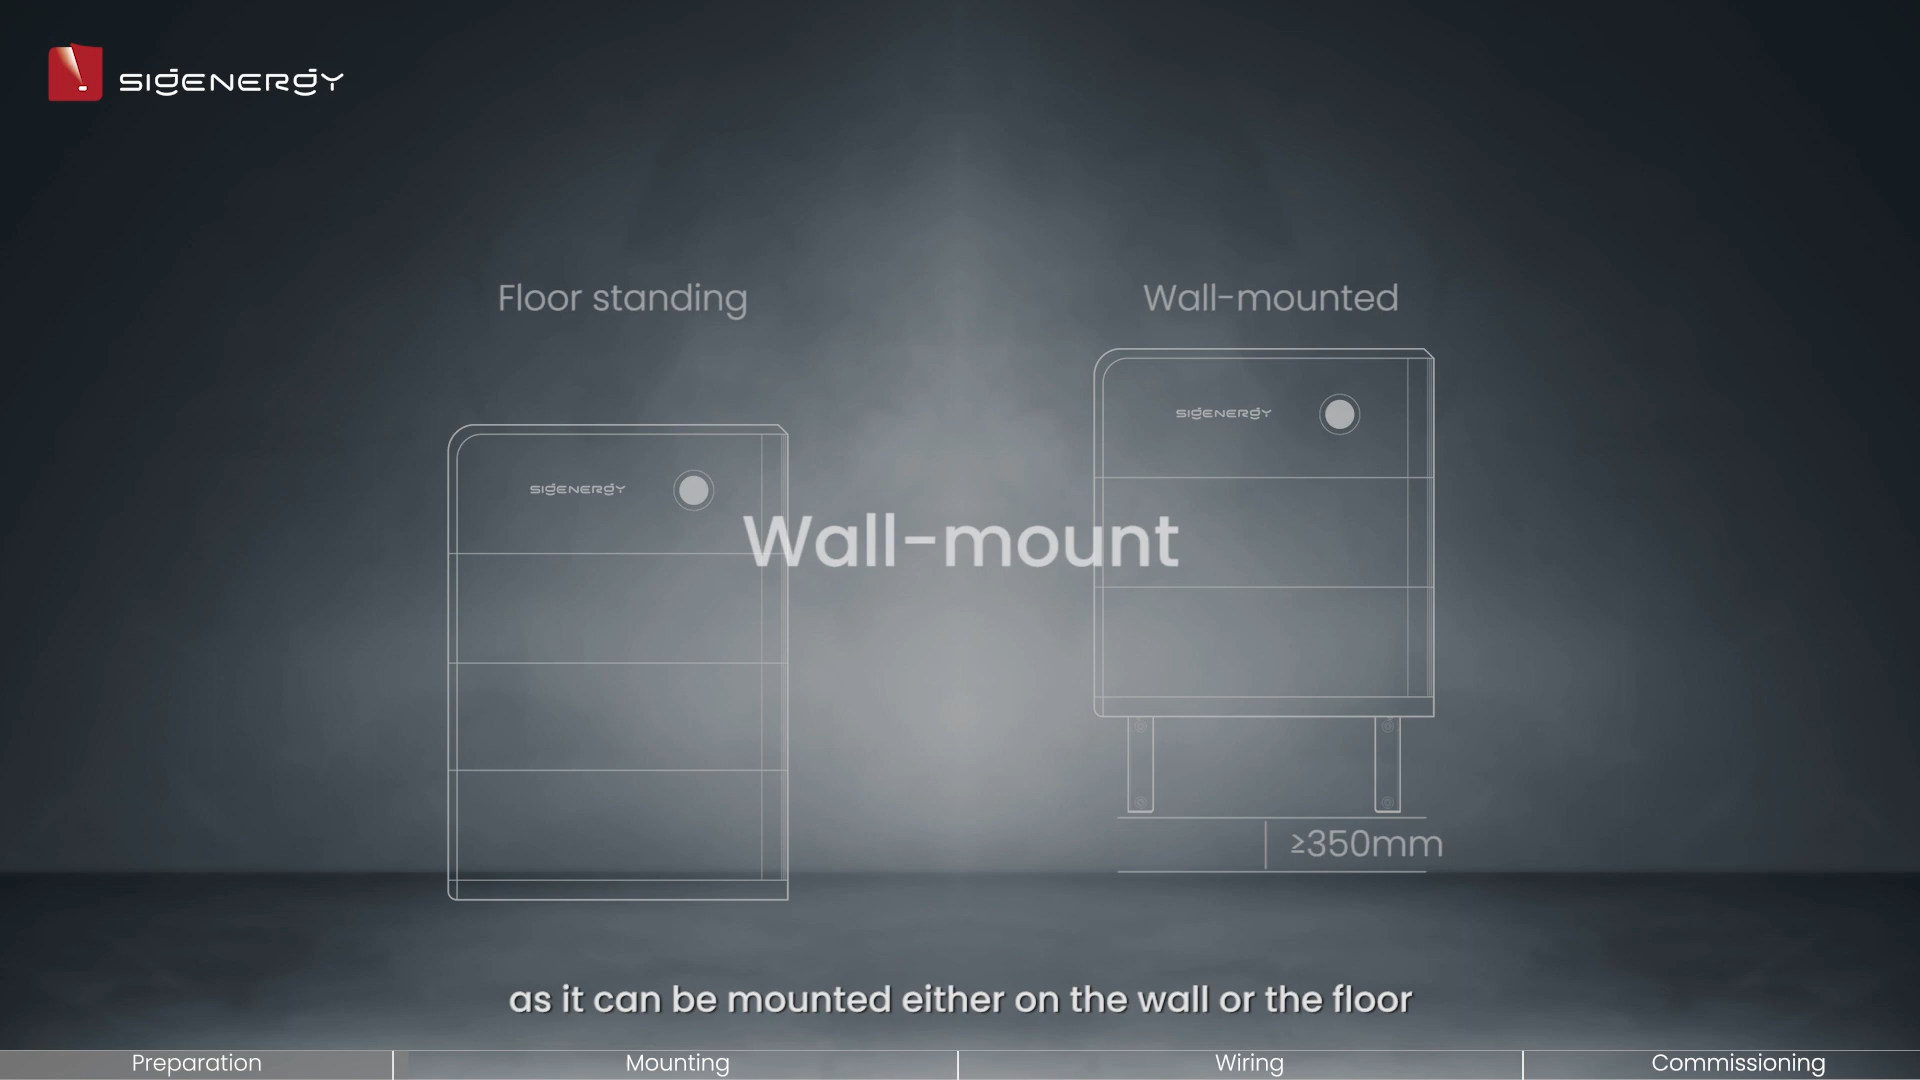 SIGENERGY
Floor standing
Wall-mounted
SIGENERGY
SIGENERGY
Wall-mount
≥350mm
as it can be mounted either on the wall or the floor
Preparation
Mounting
Wiring
Commissioning